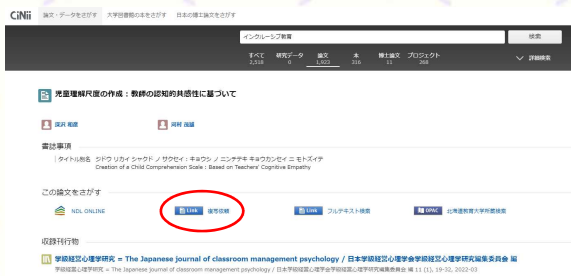 CiNii 論文・データをさがす 大学図書館の本をさがす 日本の博士論文をさがす
インクルーシブ教育 検索
すべて 研究データ 論文 本 博士論文 プロジェクト
2,518 0 1,923 316 11 268
詳細検索
児童理解尺度の作成：教師の認知的共感性に基づいて
深沢 和彦 河村 茂雄
書誌事項
タイトル別名 ジドウ リカイ シャクド ノ サクセイ : キョウシ ノ ニンチテキ キョウカンセイ ニ モトズイテ
Creation of a Child Comprehension Scale : Based on Teachers' Cognitive Empathy
この論文をさがす
NDL ONLINE Link 複写依頼 Link フルテキスト検索 OPAC 北海道教育大学所蔵検索
収録刊行物
学級経営心理学研究 = The Japanese journal of classroom management psychology / 日本学級経営心理学会学級経営心理学研究編集委員会 編
学級経営心理学研究 = The Japanese journal of classroom management psychology / 日本学級経営心理学会学級経営心理学研究編集委員会 編 11 (1), 19-32, 2022-03